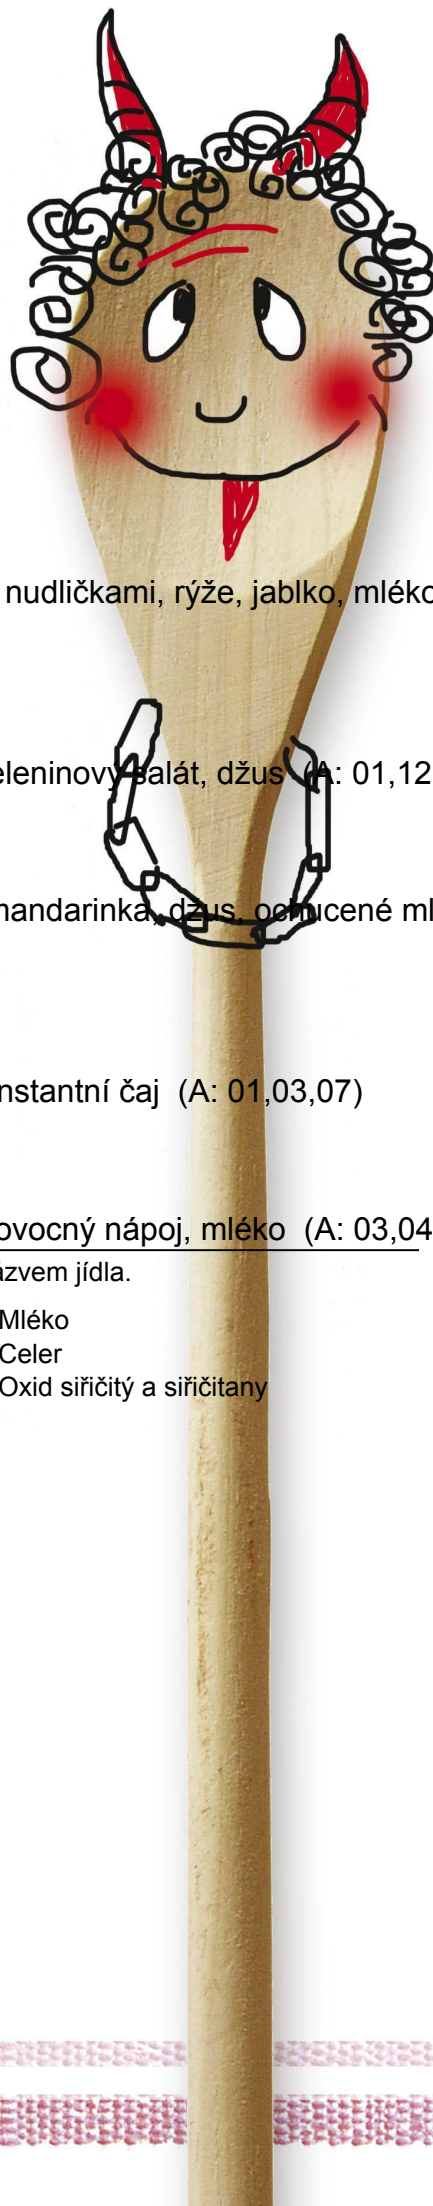 nudličkami, rýže, jablko, mléko
eleninový salát, džus (A: 01,12
mandarinka, džus, ochucené ml
nstantní čaj (A: 01,03,07)
ovocný nápoj, mléko (A: 03,04
ázvem jídla.
Mléko
Celer
Oxid siřičitý a siřičitany